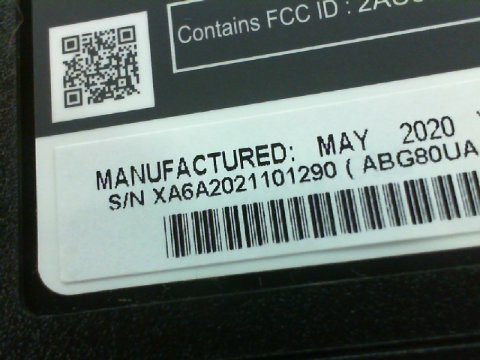 Contains FCC ID :
MANUFACTURED: MAY 2020
S/N XA6A2021101290 ( ABG80UA